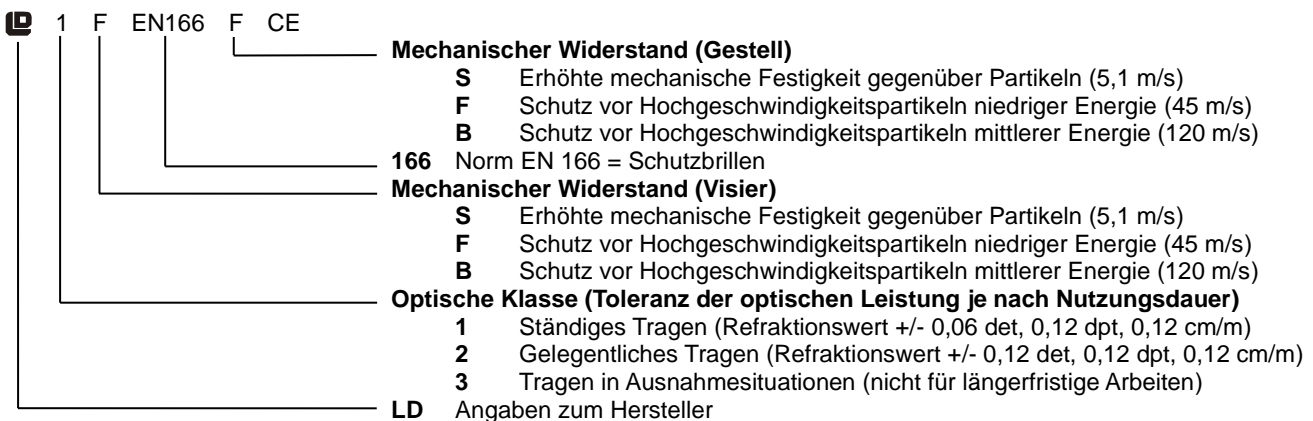 LD 1 F EN166 F CE
Mechanischer Widerstand (Gestell)
S Erhöhte mechanische Festigkeit gegenüber Partikeln (5,1 m/s)
F Schutz vor Hochgeschwindigkeitspartikeln niedriger Energie (45 m/s)
B Schutz vor Hochgeschwindigkeitspartikeln mittlerer Energie (120 m/s)
166 Norm EN 166 = Schutzbrillen
Mechanischer Widerstand (Visier)
S Erhöhte mechanische Festigkeit gegenüber Partikeln (5,1 m/s)
F Schutz vor Hochgeschwindigkeitspartikeln niedriger Energie (45 m/s)
B Schutz vor Hochgeschwindigkeitspartikeln mittlerer Energie (120 m/s)
Optische Klasse (Toleranz der optischen Leistung je nach Nutzungsdauer)
1 Ständiges Tragen (Refraktionswert +/- 0,06 det, 0,12 dpt, 0,12 cm/m)
2 Gelegentliches Tragen (Refraktionswert +/- 0,12 det, 0,12 dpt, 0,12 cm/m)
3 Tragen in Ausnahmesituationen (nicht für längerfristige Arbeiten)
LD Angaben zum Hersteller